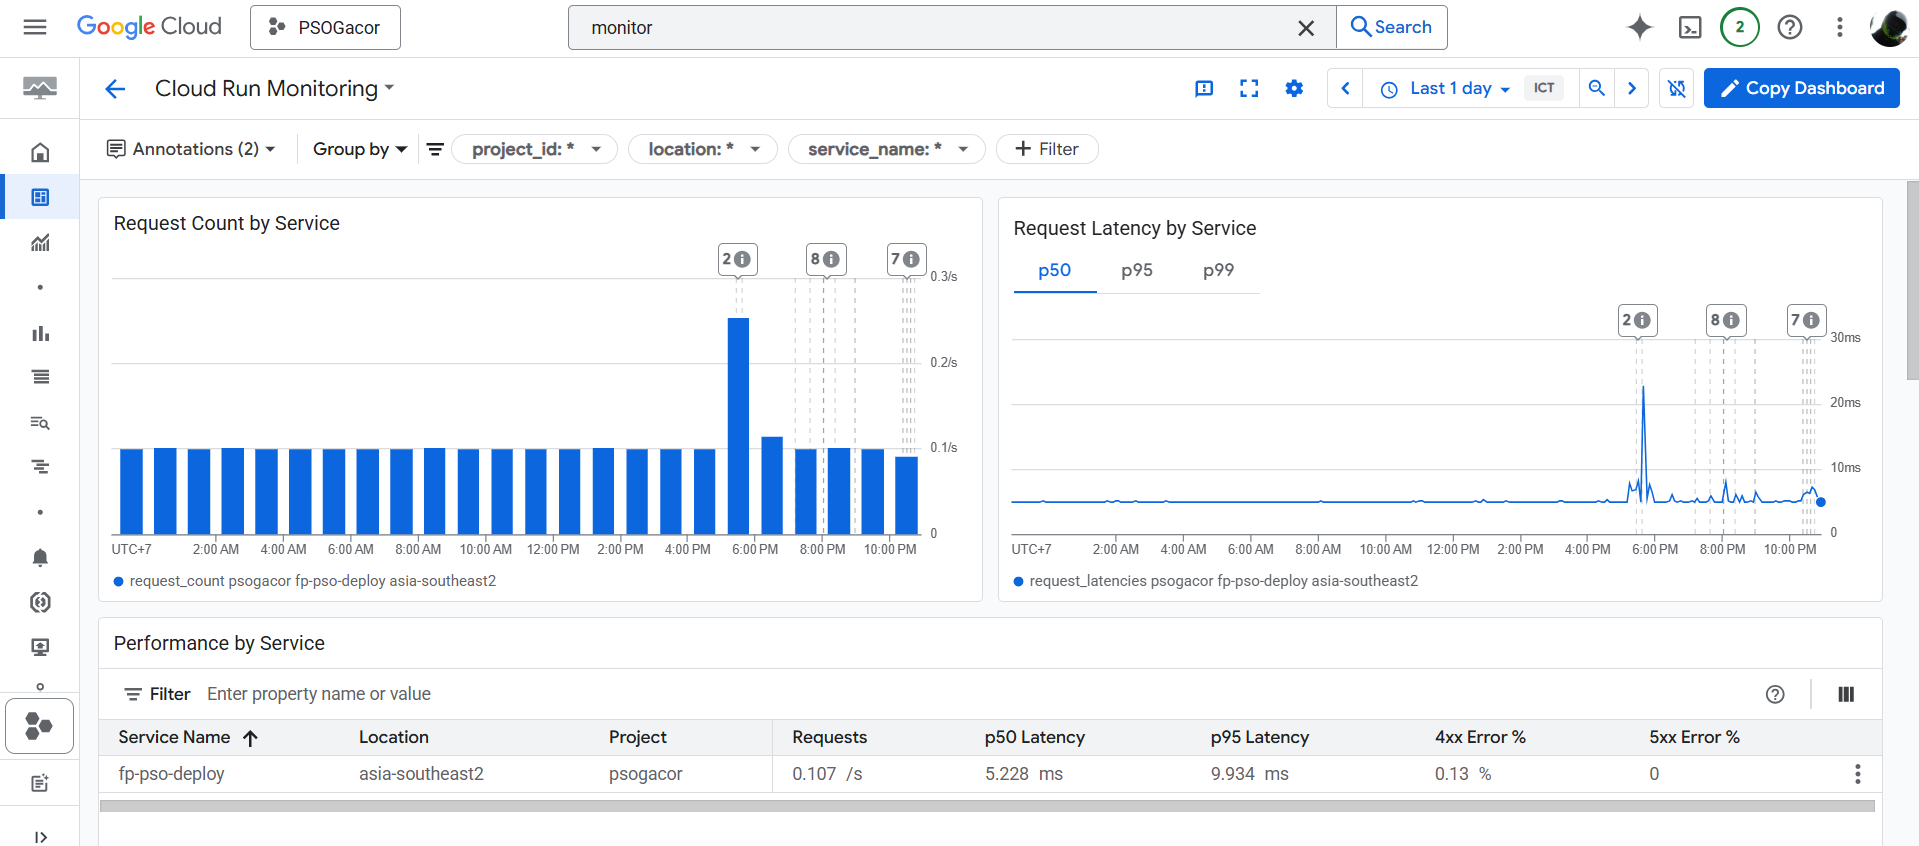 Google Cloud
PSOGacor
monitor
Search
2
Cloud Run Monitoring
Last 1 day
ICT
Copy Dashboard
Annotations (2)
Group by
project_id: *
location: *
service_name: *
Filter
Request Count by Service
2
8
7
0.3/s
0.2/s
0.1/s
0
UTC+7 2:00 AM 4:00 AM 6:00 AM 8:00 AM 10:00 AM 12:00 PM 2:00 PM 4:00 PM 6:00 PM 8:00 PM 10:00 PM
request_count psogacor fp-pso-deploy asia-southeast2
Request Latency by Service
p50 p95 p99
2
8
7
30ms
20ms
10ms
0
UTC+7 2:00 AM 4:00 AM 6:00 AM 8:00 AM 10:00 AM 12:00 PM 2:00 PM 4:00 PM 6:00 PM 8:00 PM 10:00 PM
request_latencies psogacor fp-pso-deploy asia-southeast2
Performance by Service
Filter Enter property name or value
Service Name Location Project Requests p50 Latency p95 Latency 4xx Error % 5xx Error %
fp-pso-deploy asia-southeast2 psogacor 0.107 /s 5.228 ms 9.934 ms 0.13 % 0